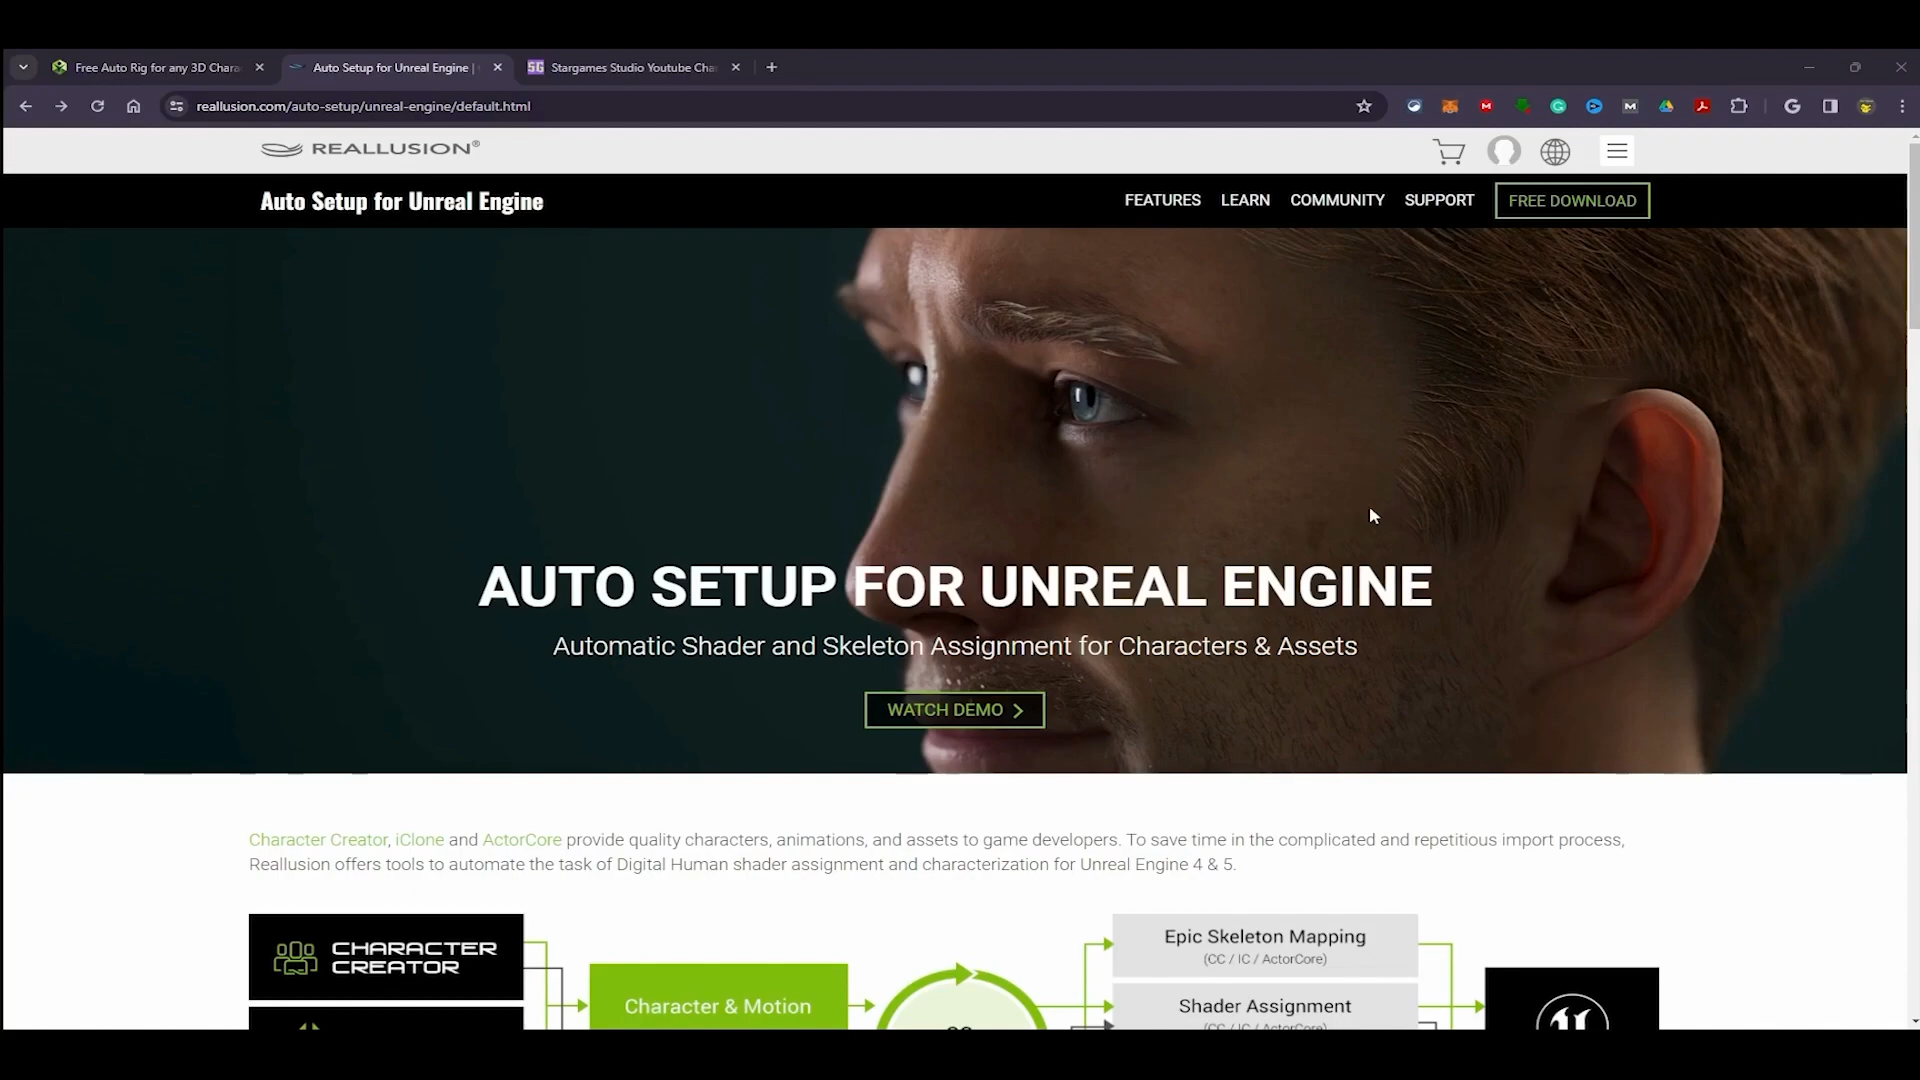 Free Auto Rig for any 3D Chara
Auto Setup for Unreal Engine |
SG
Stargames Studio Youtube Cha
reallusion.com/auto-setup/unreal-engine/default.html
REALLUSION®
Auto Setup for Unreal Engine
FEATURES
LEARN
COMMUNITY
SUPPORT
FREE DOWNLOAD
AUTO SETUP FOR UNREAL ENGINE
Automatic Shader and Skeleton Assignment for Characters & Assets
WATCH DEMO
Character Creator, iClone and ActorCore provide quality characters, animations, and assets to game developers. To save time in the complicated and repetitious import process,
Reallusion offers tools to automate the task of Digital Human shader assignment and characterization for Unreal Engine 4 & 5.
CHARACTER
CREATOR
Character & Motion
Epic Skeleton Mapping
(CC / IC / ActorCore)
Shader Assignment
(CC / IC / ActorCore)